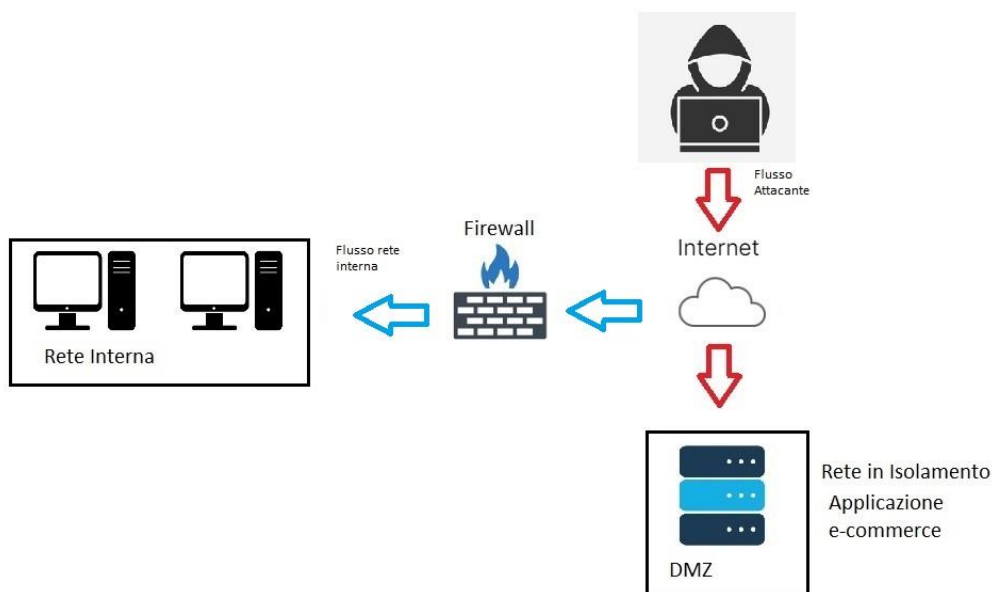 Flusso
Attacante
Internet
Firewall
Flusso rete
interna
Rete Interna
Rete in Isolamento
Applicazione
e-commerce
DMZ